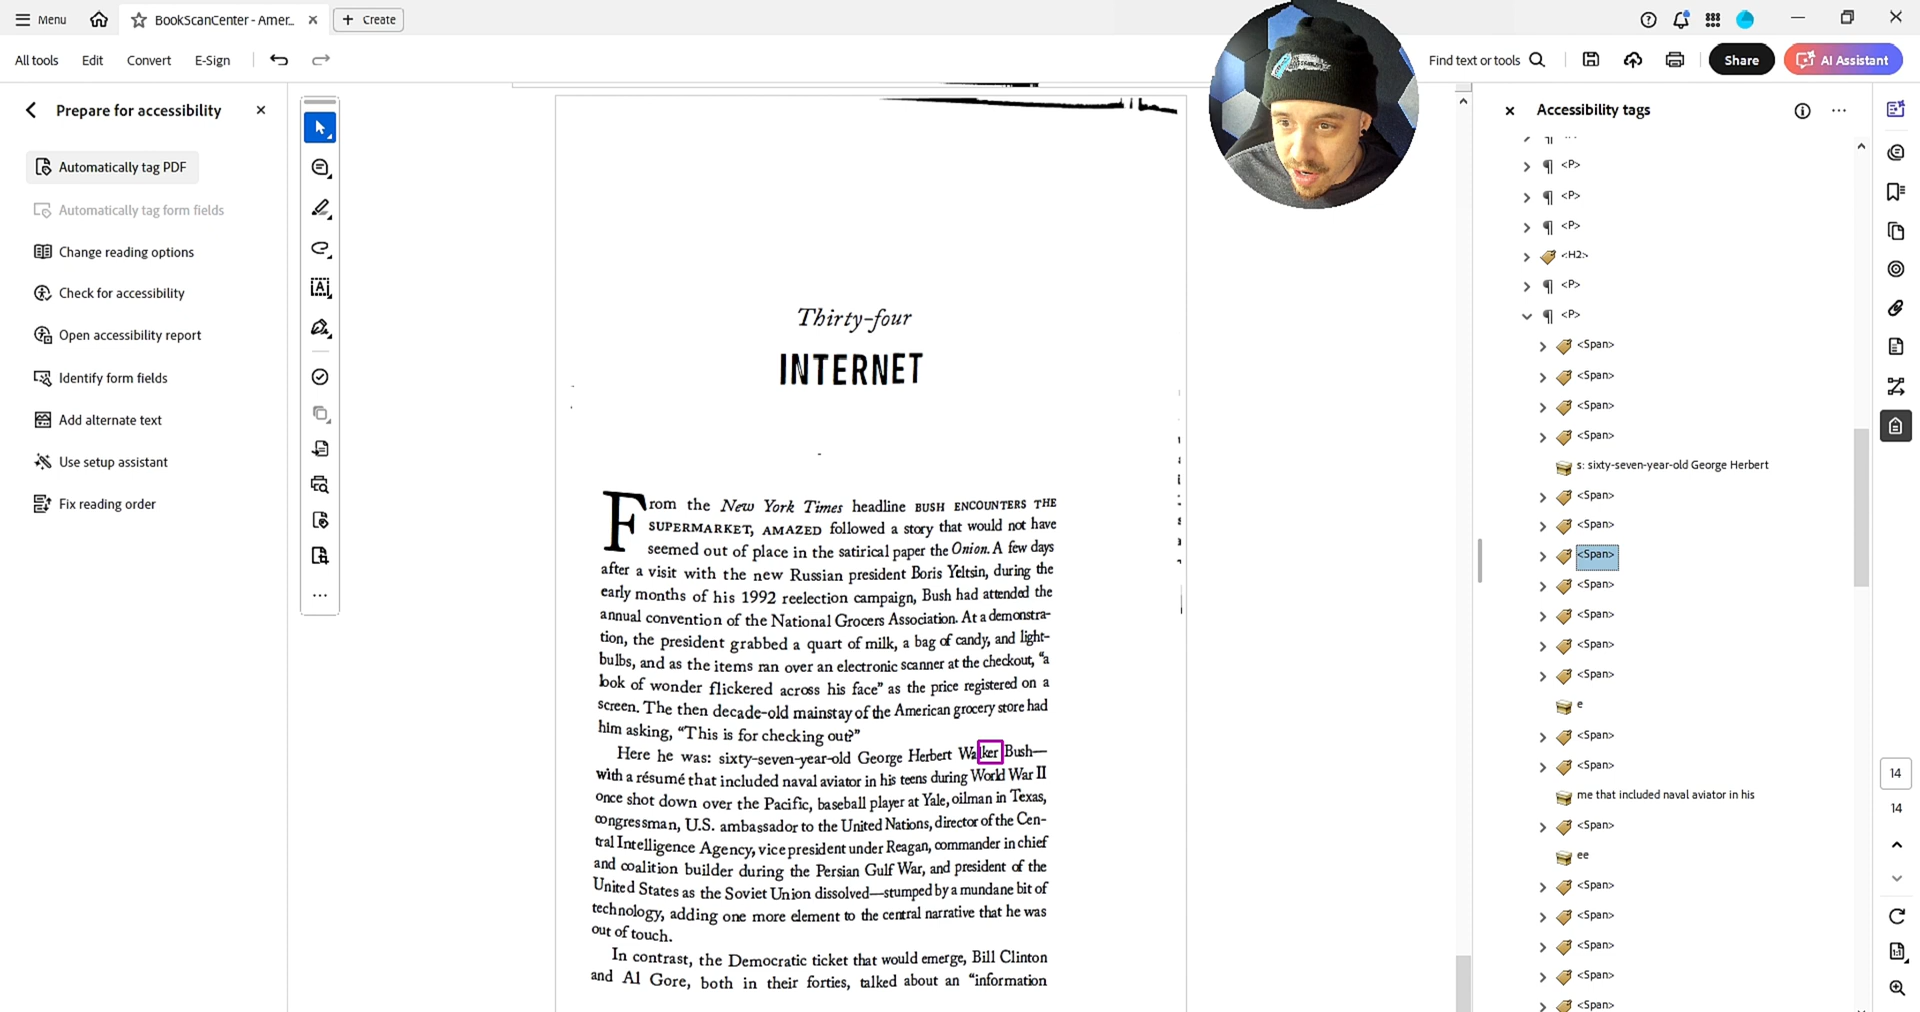 Menu
BookScanCenter - Amer...
Create
All tools
Edit
Convert
E-Sign
Find text or tools
Share
AI Assistant
Prepare for accessibility
Automatically tag PDF
Automatically tag form fields
Change reading options
Check for accessibility
Open accessibility report
Identify form fields
Add alternate text
Use setup assistant
Fix reading order
Thirty-four
INTERNET
From the New York Times headline BUSH ENCOUNTERS THE
SUPERMARKET, AMAZED followed a story that would not have
seemed out of place in the satirical paper the Onion. A few days
after a visit with the new Russian president Boris Yeltsin, during the
early months of his 1992 reelection campaign, Bush had attended the
annual convention of the National Grocers Association. At a demonstra-
tion, the president grabbed a quart of milk, a bag of candy, and light-
bulbs, and as the items ran over an electronic scanner at the checkout, “a
look of wonder flickered across his face” as the price registered on a
screen. The then decade-old mainstay of the American grocery store had
him asking, “This is for checking out?”
Here he was: sixty-seven-year-old George Herbert Walker Bush—
with a résumé that included naval aviator in his teens during World War II
once shot down over the Pacific, baseball player at Yale, oilman in Texas,
congressman, U.S. ambassador to the United Nations, director of the Cen-
tral Intelligence Agency, vice president under Reagan, commander in chief
and coalition builder during the Persian Gulf War, and president of the
United States as the Soviet Union dissolved—stumped by a mundane bit of
technology, adding one more element to the central narrative that he was
out of touch.
In contrast, the Democratic ticket that would emerge, Bill Clinton
and Al Gore, both in their forties, talked about an “information
Accessibility tags
<P>
<P>
<P>
<H2>
<P>
<P>
<Span>
<Span>
<Span>
<Span>
s: sixty-seven-year-old George Herbert
<Span>
<Span>
<Span>
<Span>
<Span>
<Span>
<Span>
e
<Span>
<Span>
me that included naval aviator in his
<Span>
ee
<Span>
<Span>
<Span>
<Span>
<Span>
14
14